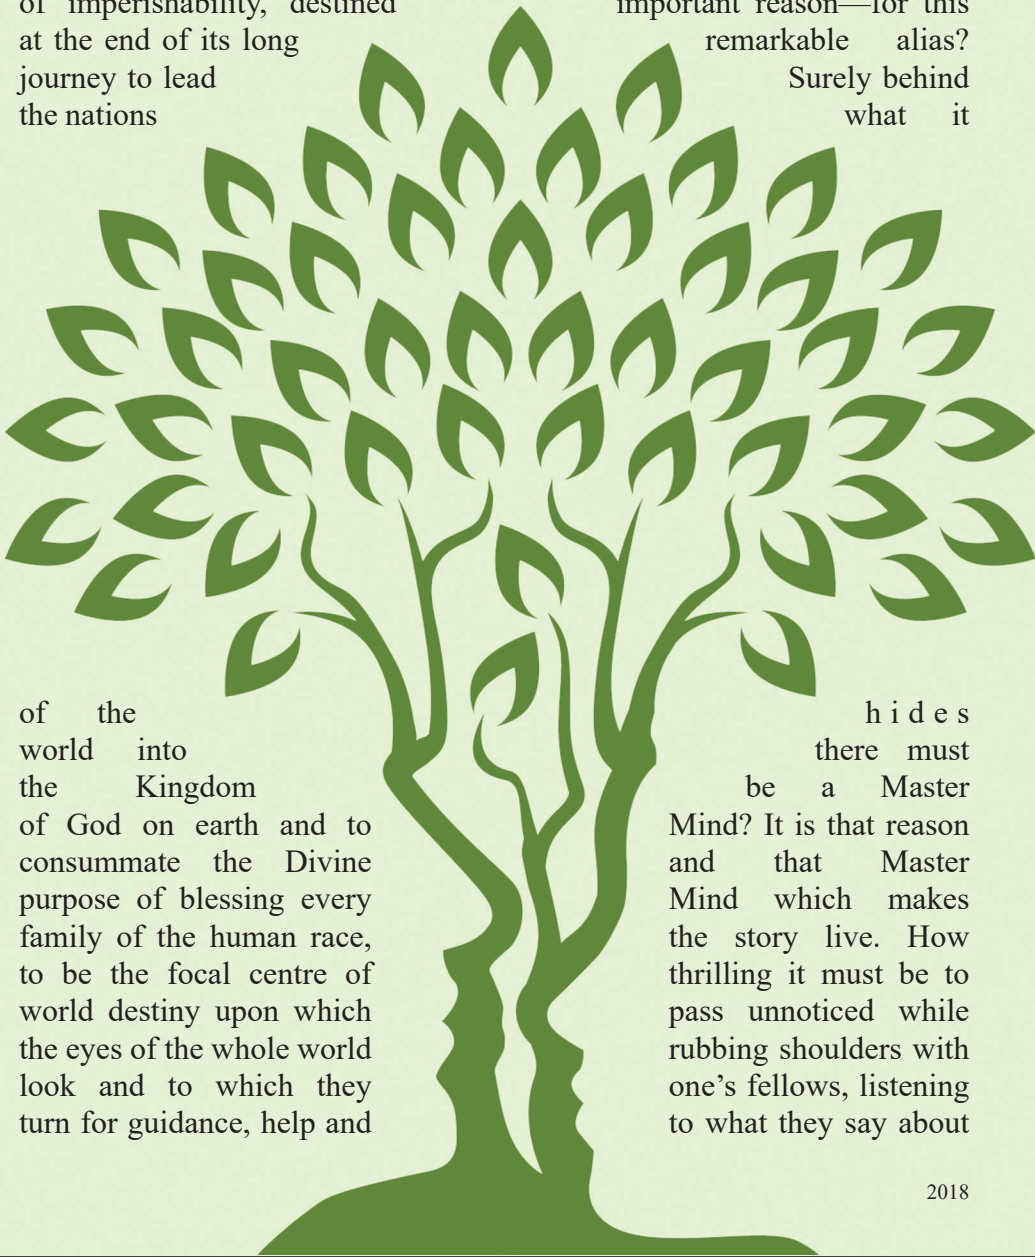 of imperishability, destined
at the end of its long
journey to lead
the nations
of the
world into
the Kingdom
of God on earth and to
consummate the Divine
purpose of blessing every
family of the human race,
to be the focal centre of
world destiny upon which
the eyes of the whole world
look and to which they
turn for guidance, help and
important reason—for this
remarkable alias?
Surely behind
what it
hides
there must
be a Master
Mind? It is that reason
and that Master
Mind which makes
the story live. How
thrilling it must be to
pass unnoticed while
rubbing shoulders with
one’s fellows, listening
to what they say about
2018